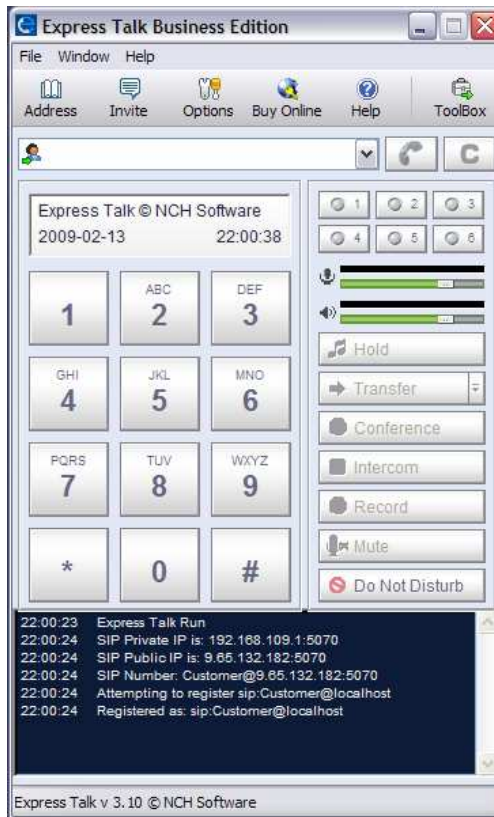 Express Talk Business Edition
File Window Help
Address Invite Options Buy Online Help ToolBox
C
Express Talk © NCH Software
2009-02-13 22:00:38
1 2 3
4 5 6
1
ABC
2
DEF
3
GHI
4
JKL
5
MNO
6
PQRS
7
TUV
8
WXYZ
9
*
0
#
Hold
Transfer
Conference
Intercom
Record
Mute
Do Not Disturb
22:00:23 Express Talk Run
22:00:24 SIP Private IP is: 192.168.109.1:5070
22:00:24 SIP Public IP is: 9.65.132.182:5070
22:00:24 SIP Number: Customer@9.65.132.182:5070
22:00:24 Attempting to register sip:Customer@localhost
22:00:24 Registered as: sip:Customer@localhost
Express Talk v 3.10 © NCH Software